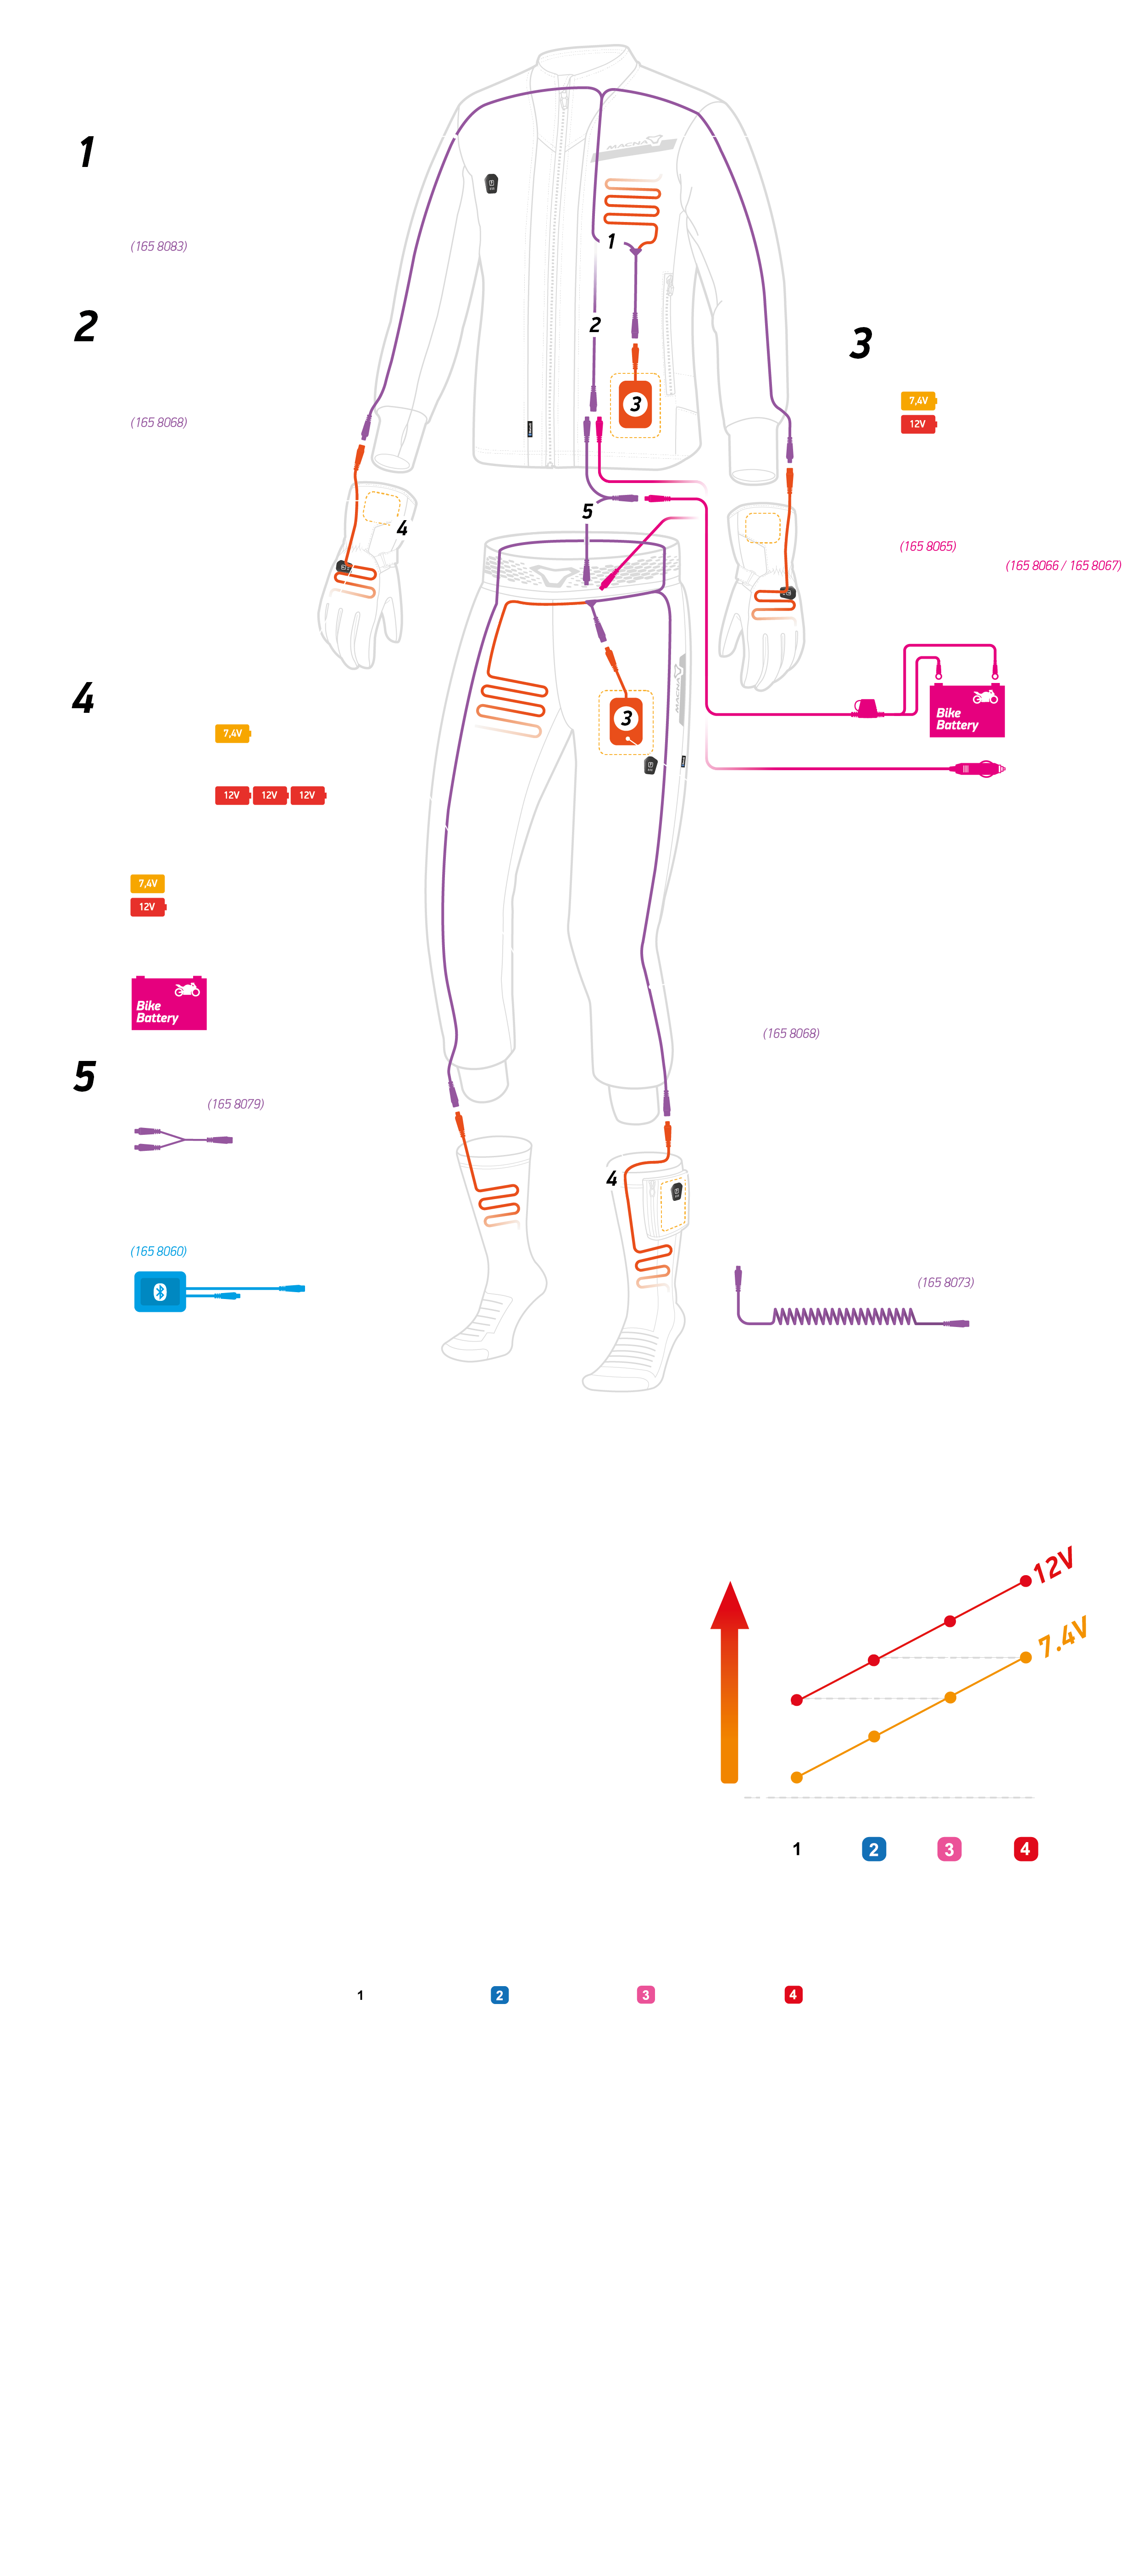 1
(165 8083)
2
(165 8068)
MACNA
1
2
3
3
7,4V
12V
4
5
(165 8065)
(165 8066 / 165 8067)
4
7,4V
12V 12V 12V
3
MACNA
Bike
Battery
7,4V
12V
Bike
Battery
(165 8068)
5
(165 8079)
4
(165 8060)
(165 8073)
12V
7.4V
1 2 3 4
1 2 3 4